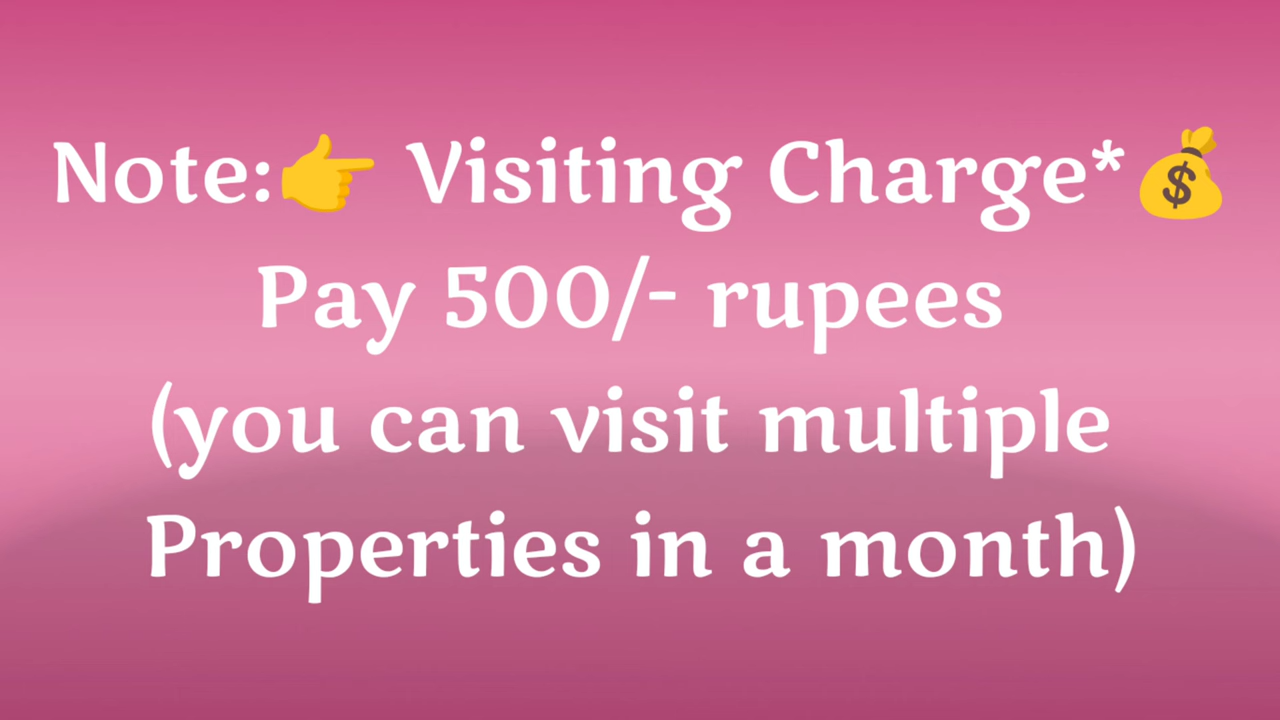 Note:👉 Visiting Charge*💰
Pay 500/- rupees
(you can visit multiple
Properties in a month)